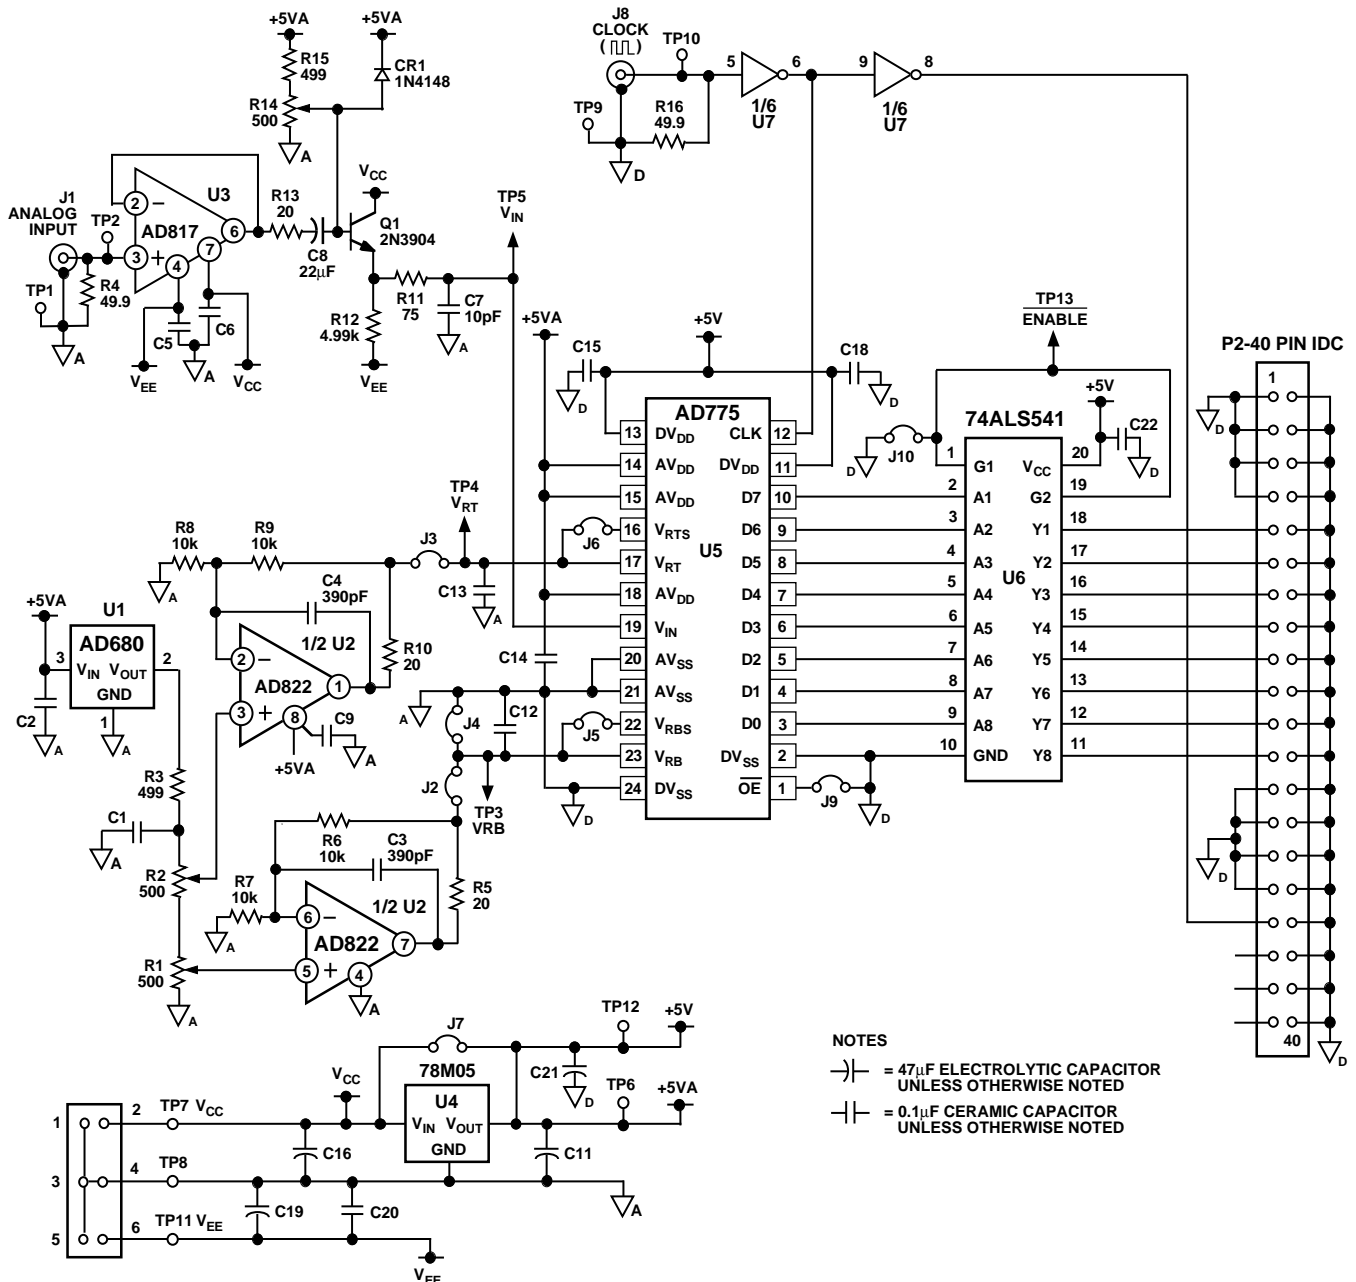 +5VA
+5VA
R15
499
CR1
1N4148
R14
500
A
J8
CLOCK
( )
TP10
5
6
9
8
1/6
U7
1/6
U7
TP9
R16
49.9
D
J1
ANALOG
INPUT
TP2
TP1
R4
49.9
A
2
−
3
+
U3
AD817
4
7
6
C5
C6
VEE
A
VCC
R13
20
C8
22μF
VCC
Q1
2N3904
R11
75
R12
4.99k
VEE
C7
10pF
A
TP5
VIN
+5VA
+5V
C15
D
C18
D
AD775
U5
13 DVDD CLK 12
14 AVDD DVDD 11
15 AVDD D7 10
16 VRTS D6 9
17 VRT D5 8
18 AVDD D4 7
19 VIN D3 6
20 AVSS D2 5
21 AVSS D1 4
22 VRBS D0 3
23 VRB DVSS 2
24 DVSS OE 1
J9
D
D
TP13
ENABLE
+5V
C22
D
D
J10
74ALS541
U6
1 G1 VCC 20
2 A1 G2 19
3 A2 Y1 18
4 A3 Y2 17
5 A4 Y3 16
6 A5 Y4 15
7 A6 Y5 14
8 A7 Y6 13
9 A8 Y7 12
10 GND Y8 11
P2-40 PIN IDC
1
D
D
40
D
R8
10k
R9
10k
A
J3
TP4
VRT
J6
C13
A
C4
390pF
+5VA
U1
AD680
3
VIN VOUT
2
GND
1
A
C2
A
1/2 U2
2
−
AD822
1
3
+
8
C9
A
+5VA
R10
20
C14
A
C12
J4
J5
J2
TP3
VRB
R3
499
C1
A
R2
500
R1
500
A
R6
10k
C3
390pF
R7
10k
A
1/2 U2
6
−
AD822
7
5
+
4
A
R5
20
J7
78M05
U4
VIN VOUT
GND
VCC
TP12
+5V
C21
D
TP6
+5VA
C11
1
2
TP7 VCC
C16
3
4
TP8
A
C19
C20
5
6
TP11 VEE
VEE
NOTES
= 47μF ELECTROLYTIC CAPACITOR
UNLESS OTHERWISE NOTED
= 0.1μF CERAMIC CAPACITOR
UNLESS OTHERWISE NOTED